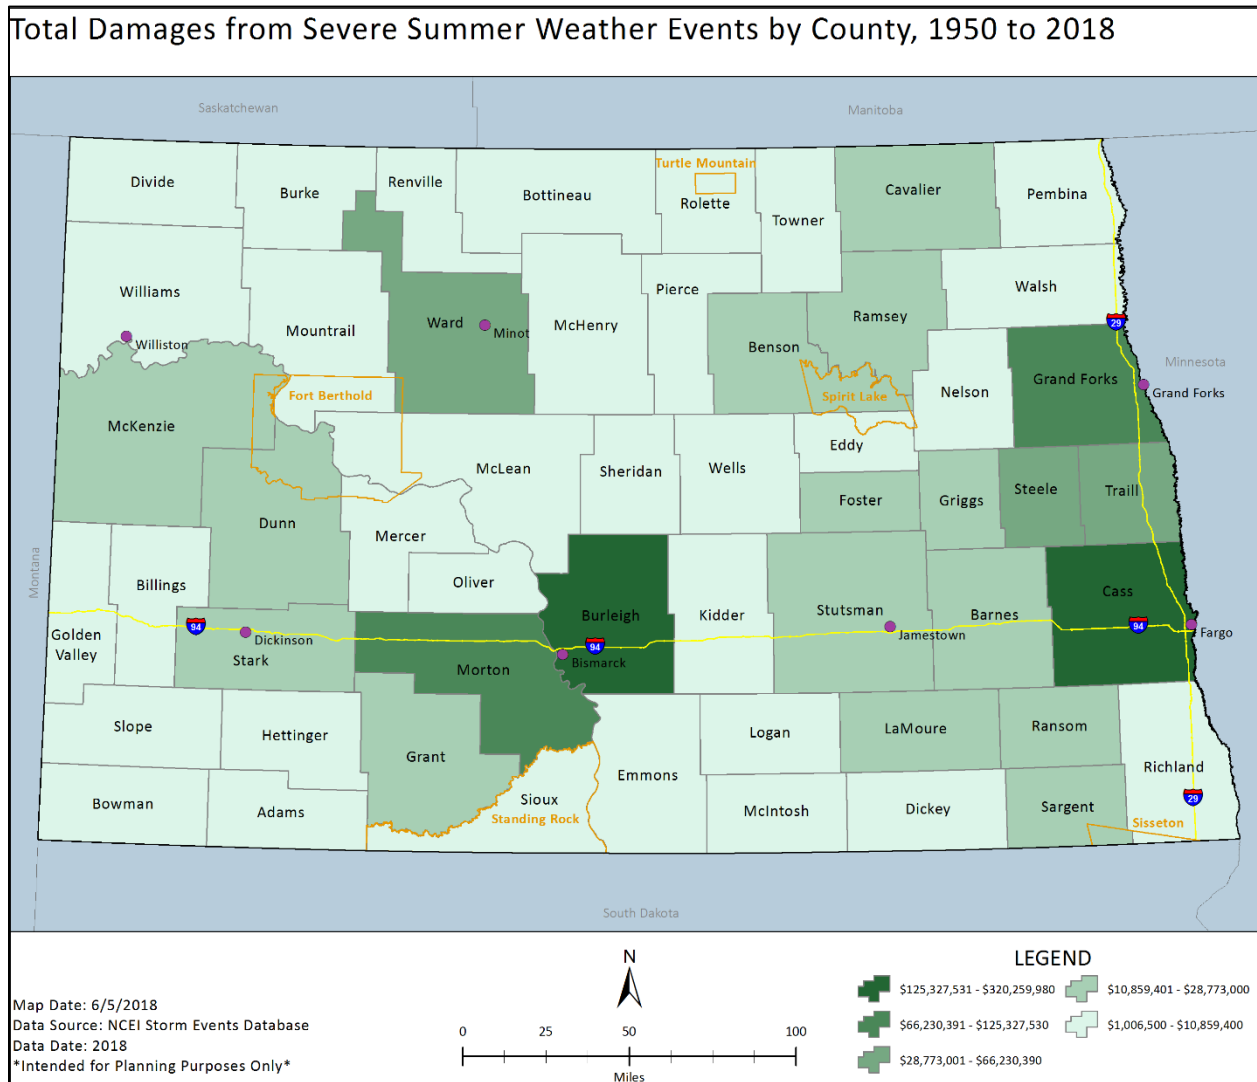 Total Damages from Severe Summer Weather Events by County, 1950 to 2018
Saskatchewan
Manitoba
Divide
Burke
Renville
Bottineau
Turtle Mountain
Rolette
Towner
Cavalier
Pembina
Williams
Williston
Mountrail
Ward
Minot
McHenry
Pierce
Benson
Ramsey
Walsh
29
Minnesota
Grand Forks
Grand Forks
Nelson
Spirit Lake
Fort Berthold
McKenzie
McLean
Sheridan
Wells
Eddy
Foster
Griggs
Steele
Traill
Dunn
Mercer
Oliver
Montana
Billings
Golden
Valley
94
Dickinson
Stark
Morton
Burleigh
94
Bismarck
Kidder
Stutsman
Jamestown
Barnes
Cass
94
Fargo
Slope
Hettinger
Grant
Bowman
Adams
Sioux
Standing Rock
Emmons
Logan
McIntosh
LaMoure
Dickey
Ransom
Sargent
Richland
29
Sisseton
South Dakota
Map Date: 6/5/2018
Data Source: NCEI Storm Events Database
Data Date: 2018
*Intended for Planning Purposes Only*
N
0 25 50 100
Miles
LEGEND
$125,327,531 - $320,259,980
$66,230,391 - $125,327,530
$28,773,001 - $66,230,390
$10,859,401 - $28,773,000
$1,006,500 - $10,859,400